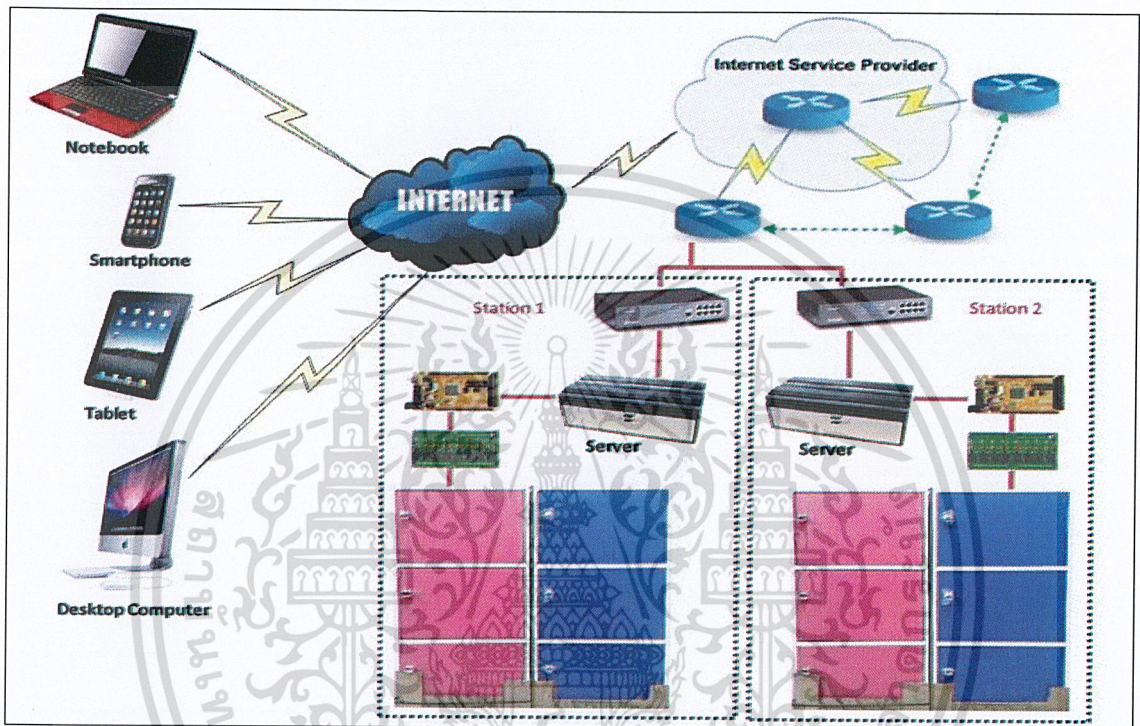 Internet Service Provider
Notebook
INTERNET
Smartphone
Station 1
Station 2
Tablet
Server
Server
Desktop Computer